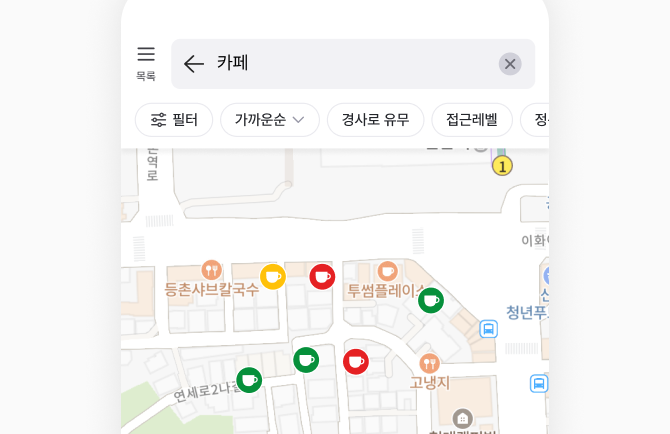 카페
목록
필터
가까운순
경사로 유무
접근레벨
역로
1
이화
등촌샤브칼국수
투썸플레이스
청년푸
고냉지
연세로2나길